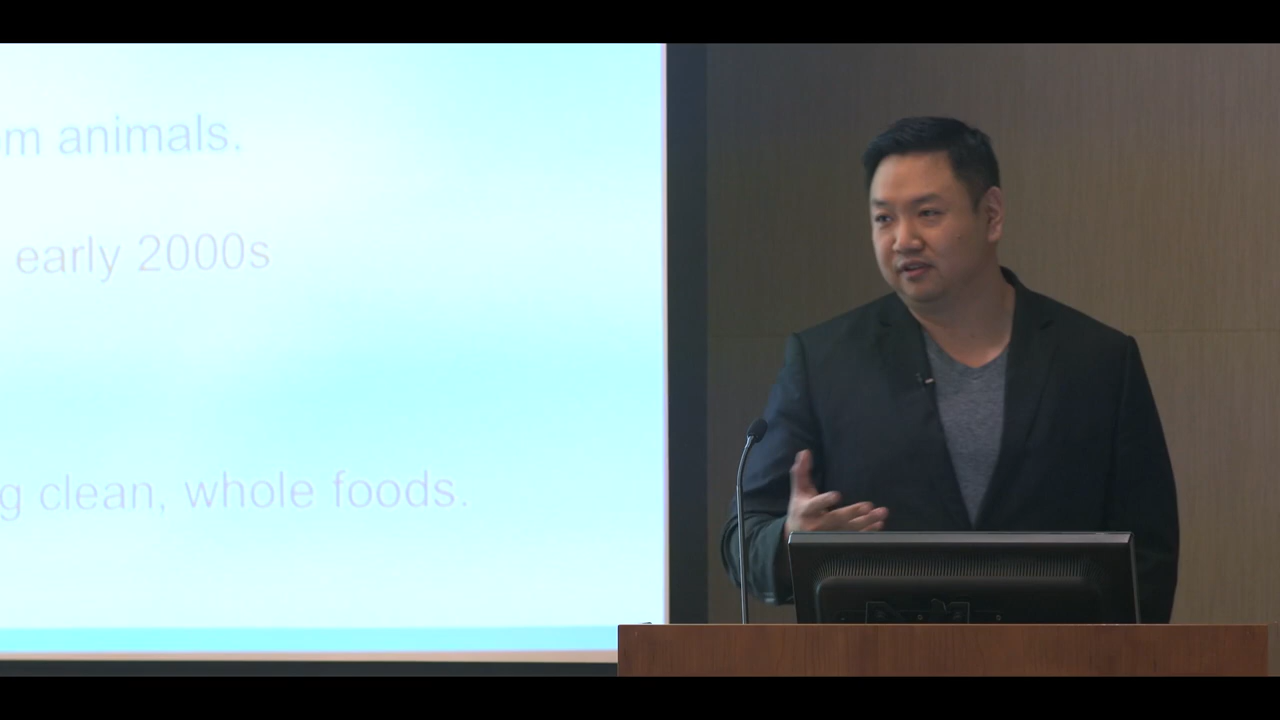 animals.
early 2000s
clean, whole foods.